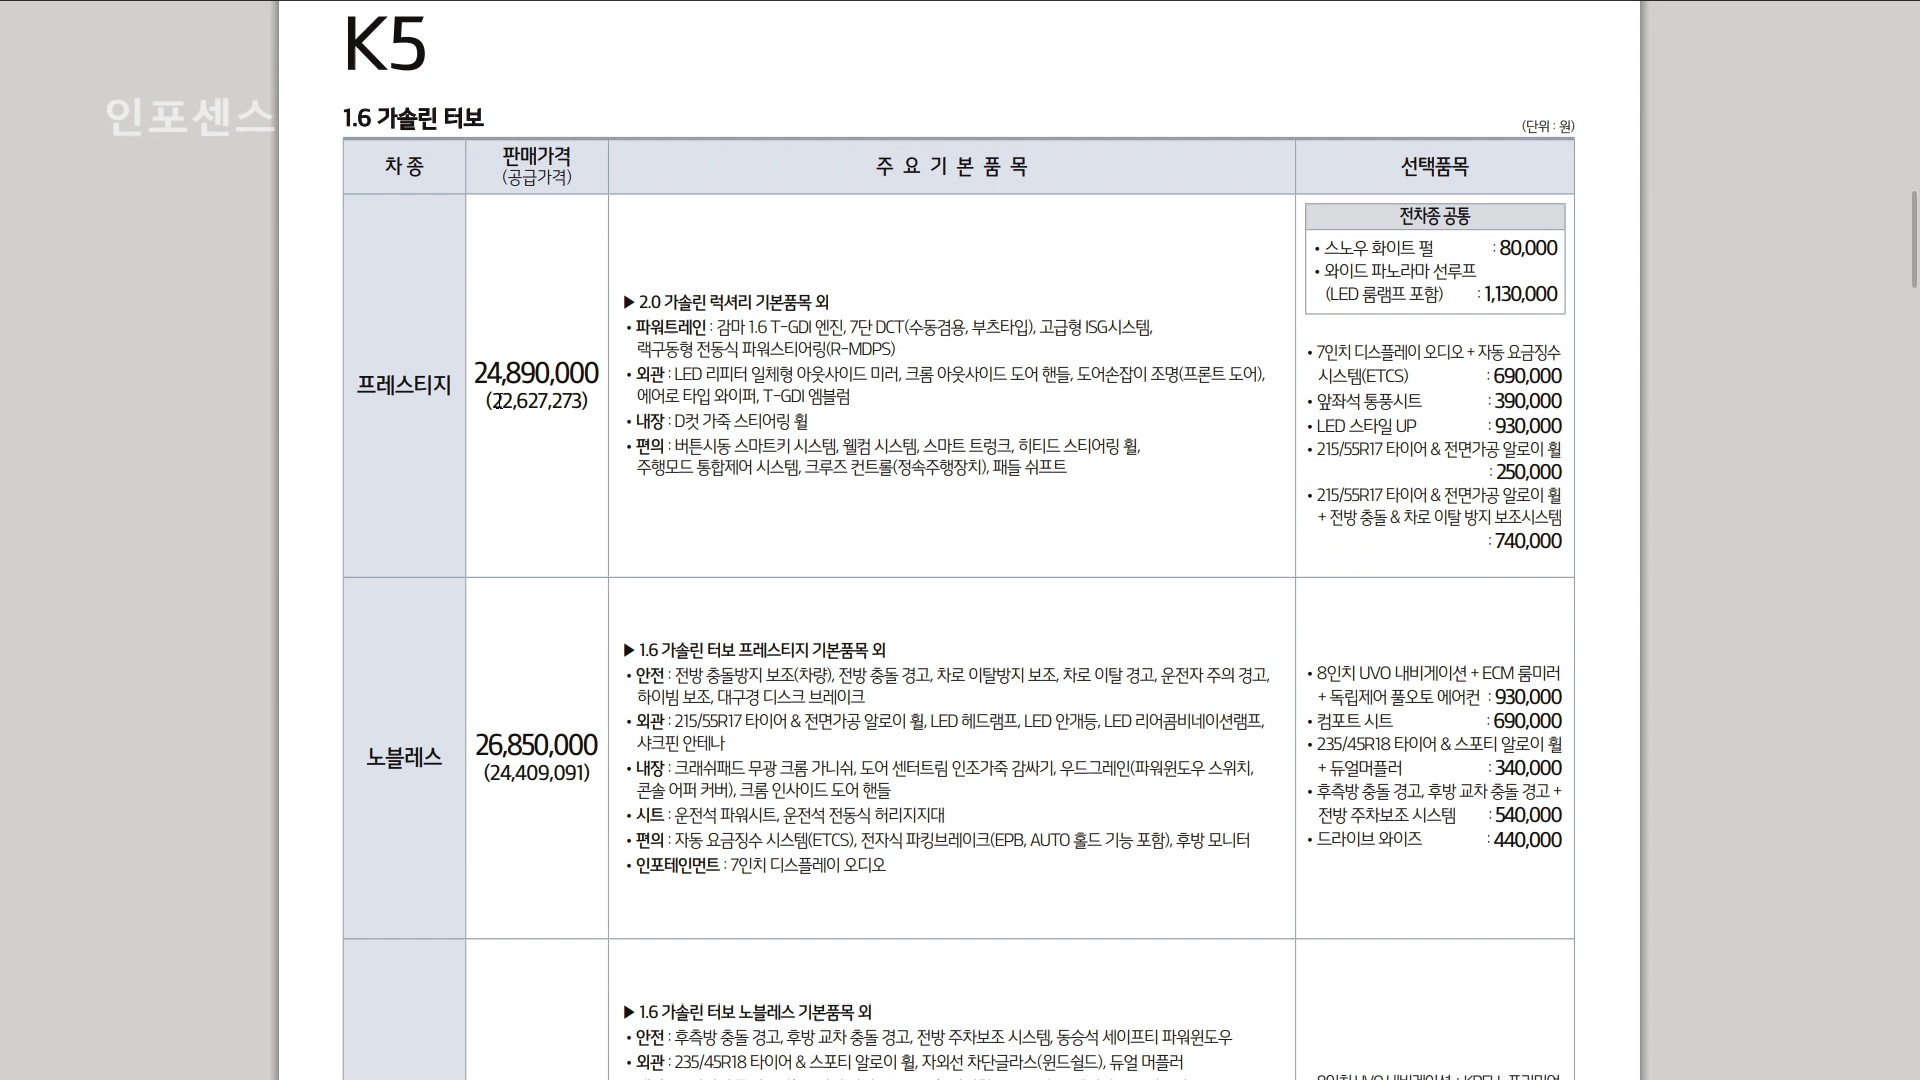 K5
인포센스
1.6 가솔린 터보
(단위 : 원)
차 종
판매가격
(공급가격)
주 요 기 본 품 목
선택품목
프레스티지
24,890,000
(22,627,273)
▶ 2.0 가솔린 럭셔리 기본품목 외
• 파워트레인 : 감마 1.6 T-GDI 엔진, 7단 DCT(수동겸용, 부츠타입), 고급형 ISG시스템,
랙구동형 전동식 파워스티어링(R-MDPS)
• 외관 : LED 리피터 일체형 아웃사이드 미러, 크롬 아웃사이드 도어 핸들, 도어손잡이 조명(프론트 도어),
에어로 타입 와이퍼, T-GDI 엠블럼
• 내장 : D컷 가죽 스티어링 휠
• 편의 : 버튼시동 스마트키 시스템, 웰컴 시스템, 스마트 트렁크, 히티드 스티어링 휠,
주행모드 통합제어 시스템, 크루즈 컨트롤(정속주행장치), 패들 쉬프트
전차종 공통
• 스노우 화이트 펄 : 80,000
• 와이드 파노라마 선루프
(LED 룸램프 포함) : 1,130,000
• 7인치 디스플레이 오디오 + 자동 요금징수
시스템(ETCS) : 690,000
• 앞좌석 통풍시트 : 390,000
• LED 스타일 UP : 930,000
• 215/55R17 타이어 & 전면가공 알로이 휠
: 250,000
• 215/55R17 타이어 & 전면가공 알로이 휠
+ 전방 충돌 & 차로 이탈 방지 보조시스템
: 740,000
노블레스
26,850,000
(24,409,091)
▶ 1.6 가솔린 터보 프레스티지 기본품목 외
• 안전 : 전방 충돌방지 보조(차량), 전방 충돌 경고, 차로 이탈방지 보조, 차로 이탈 경고, 운전자 주의 경고,
하이빔 보조, 대구경 디스크 브레이크
• 외관 : 215/55R17 타이어 & 전면가공 알로이 휠, LED 헤드램프, LED 안개등, LED 리어콤비네이션램프,
샤크핀 안테나
• 내장 : 크래쉬패드 무광 크롬 가니쉬, 도어 센터트림 인조가죽 감싸기, 우드그레인(파워윈도우 스위치,
콘솔 어퍼 커버), 크롬 인사이드 도어 핸들
• 시트 : 운전석 파워시트, 운전석 전동식 허리지지대
• 편의 : 자동 요금징수 시스템(ETCS), 전자식 파킹브레이크(EPB, AUTO 홀드 기능 포함), 후방 모니터
• 인포테인먼트 : 7인치 디스플레이 오디오
• 8인치 UVO 내비게이션 + ECM 룸미러
+ 독립제어 풀오토 에어컨 : 930,000
• 컴포트 시트 : 690,000
• 235/45R18 타이어 & 스포티 알로이 휠
+ 듀얼머플러 : 340,000
• 후측방 충돌 경고, 후방 교차 충돌 경고 +
전방 주차보조 시스템 : 540,000
• 드라이브 와이즈 : 440,000
▶ 1.6 가솔린 터보 노블레스 기본품목 외
• 안전 : 후측방 충돌 경고, 후방 교차 충돌 경고, 전방 주차보조 시스템, 동승석 세이프티 파워윈도우
• 외관 : 235/45R18 타이어 & 스포티 알로이 휠, 자외선 차단글라스(윈드쉴드), 듀얼 머플러